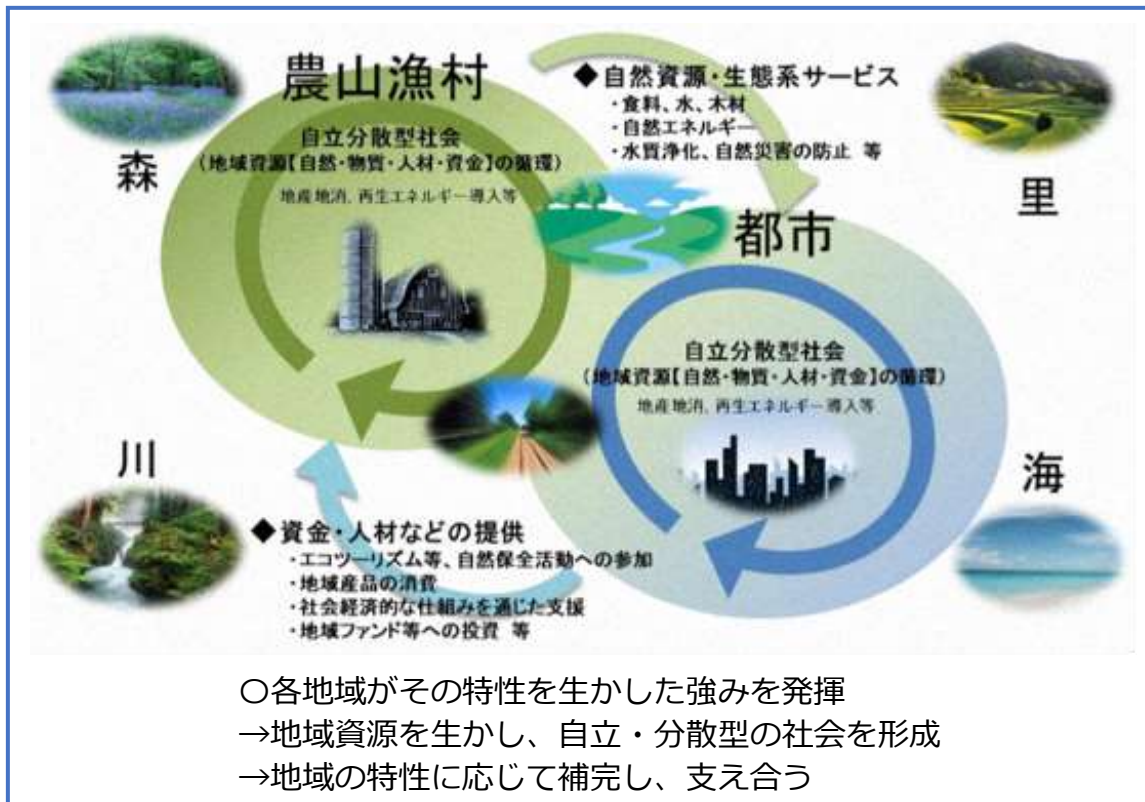 森
農山漁村
自立分散型社会
(地域資源【自然・物質・人材・資金】の循環)
地産地消、再生エネルギー導入等
◆自然資源・生態系サービス
・食料、水、木材
・自然エネルギー
・水質浄化、自然災害の防止 等
里
都市
自立分散型社会
(地域資源【自然・物質・人材・資金】の循環)
地産地消、再生エネルギー導入等
川
◆資金・人材などの提供
・エコツーリズム等、自然保全活動への参加
・地域産品の消費
・社会経済的な仕組みを通じた支援
・地域ファンド等への投資 等
海
〇各地域がその特性を生かした強みを発揮
→地域資源を生かし、自立・分散型の社会を形成
→地域の特性に応じて補完し、支え合う